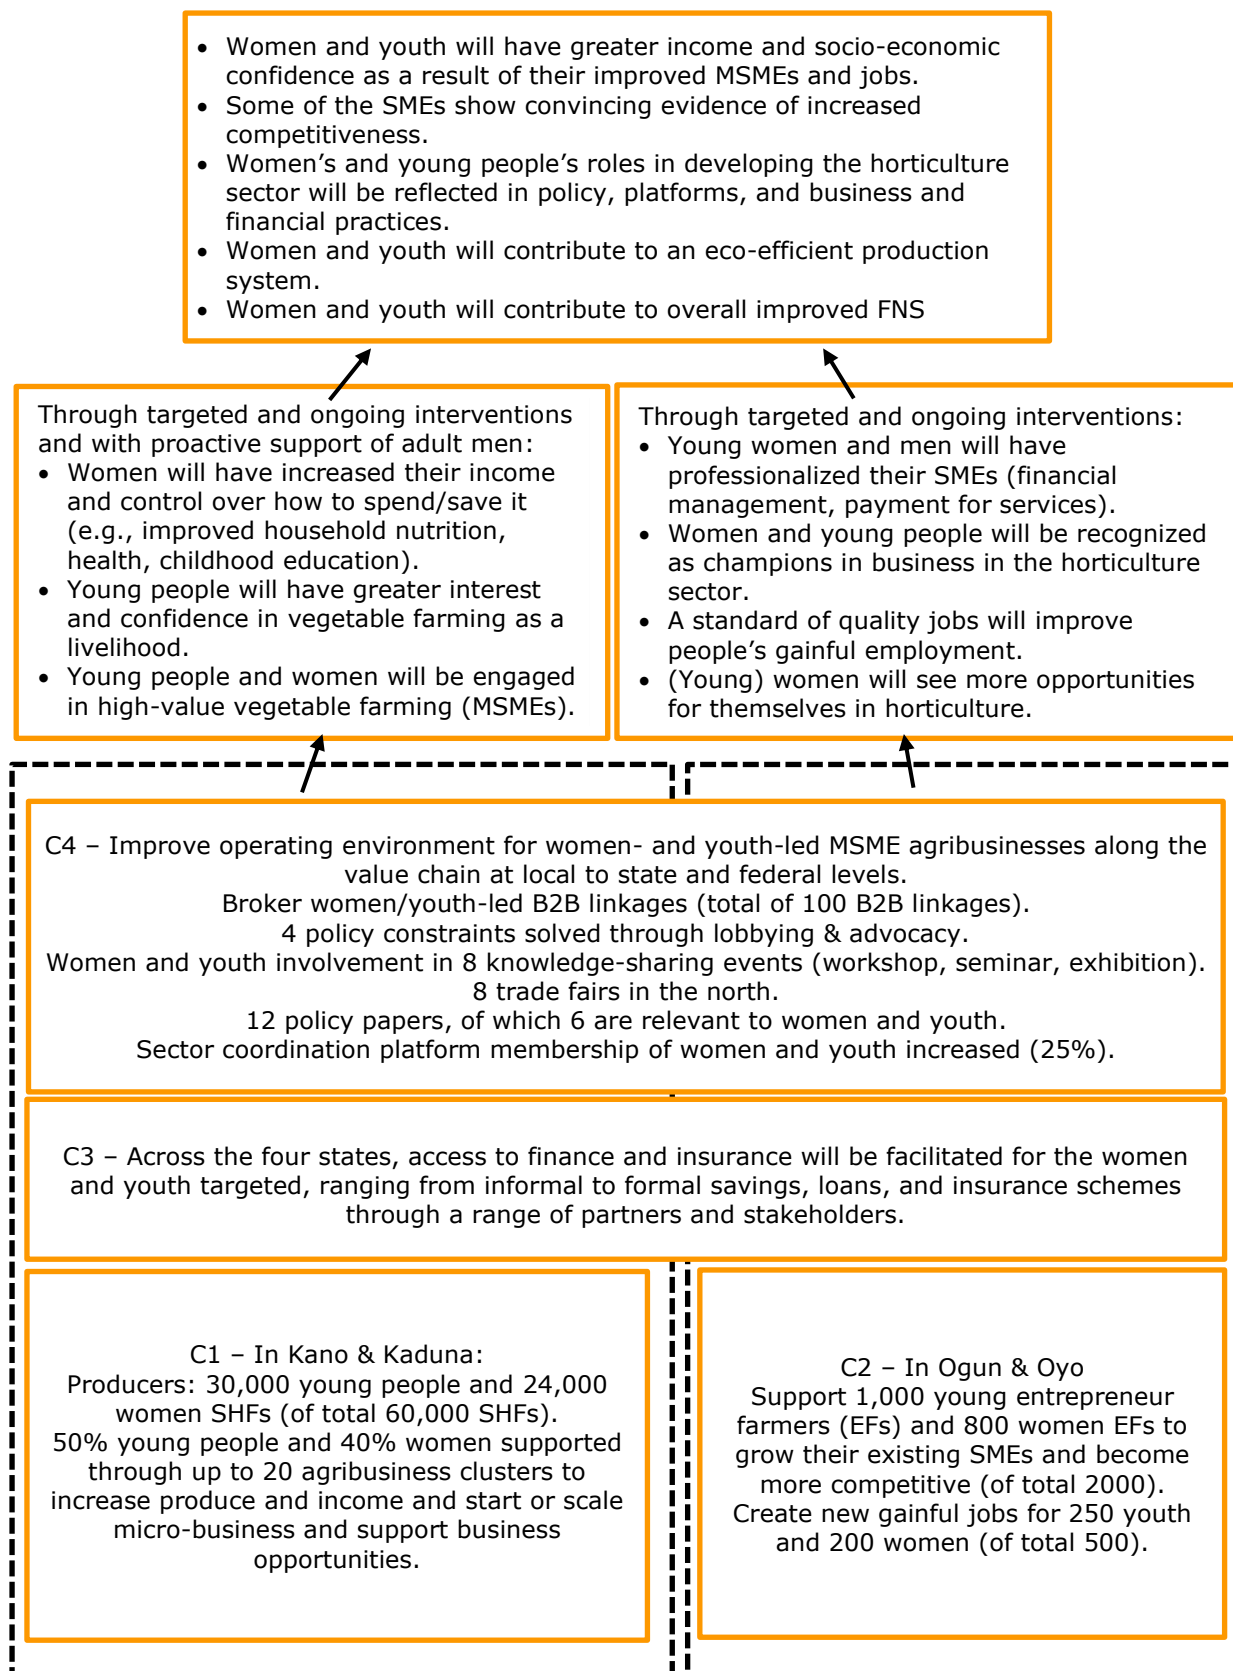 • Women and youth will have greater income and socio-economic
confidence as a result of their improved MSMEs and jobs.
• Some of the SMEs show convincing evidence of increased
competitiveness.
• Women’s and young people’s roles in developing the horticulture
sector will be reflected in policy, platforms, and business and
financial practices.
• Women and youth will contribute to an eco-efficient production
system.
• Women and youth will contribute to overall improved FNS
Through targeted and ongoing interventions
and with proactive support of adult men:
• Women will have increased their income
and control over how to spend/save it
(e.g., improved household nutrition,
health, childhood education).
• Young people will have greater interest
and confidence in vegetable farming as a
livelihood.
• Young people and women will be engaged
in high-value vegetable farming (MSMEs).
Through targeted and ongoing interventions:
• Young women and men will have
professionalized their SMEs (financial
management, payment for services).
• Women and young people will be recognized
as champions in business in the horticulture
sector.
• A standard of quality jobs will improve
people’s gainful employment.
• (Young) women will see more opportunities
for themselves in horticulture.
C4 – Improve operating environment for women- and youth-led MSME agribusinesses along the
value chain at local to state and federal levels.
Broker women/youth-led B2B linkages (total of 100 B2B linkages).
4 policy constraints solved through lobbying & advocacy.
Women and youth involvement in 8 knowledge-sharing events (workshop, seminar, exhibition).
8 trade fairs in the north.
12 policy papers, of which 6 are relevant to women and youth.
Sector coordination platform membership of women and youth increased (25%).
C3 – Across the four states, access to finance and insurance will be facilitated for the women
and youth targeted, ranging from informal to formal savings, loans, and insurance schemes
through a range of partners and stakeholders.
C1 – In Kano & Kaduna:
Producers: 30,000 young people and 24,000
women SHFs (of total 60,000 SHFs).
50% young people and 40% women supported
through up to 20 agribusiness clusters to
increase produce and income and start or scale
micro-business and support business
opportunities.
C2 – In Ogun & Oyo
Support 1,000 young entrepreneur
farmers (EFs) and 800 women EFs to
grow their existing SMEs and become
more competitive (of total 2000).
Create new gainful jobs for 250 youth
and 200 women (of total 500).